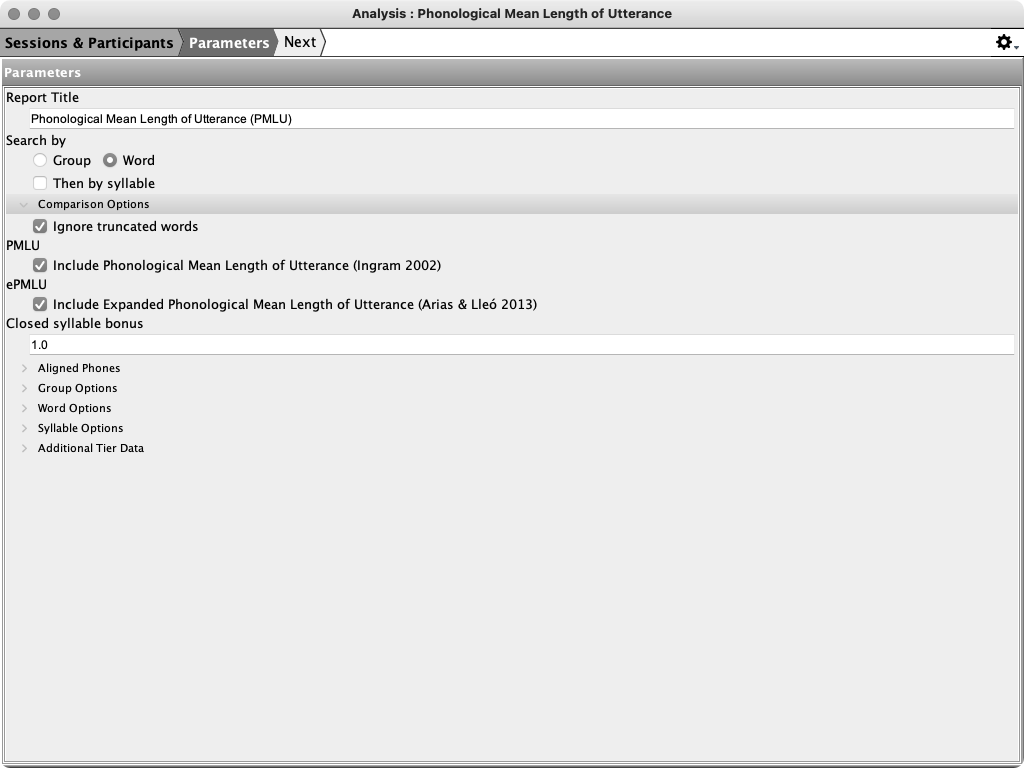 Analysis : Phonological Mean Length of Utterance
Sessions & Participants Parameters Next
Parameters
Report Title
Phonological Mean Length of Utterance (PMLU)
Search by
Group Word
Then by syllable
Comparison Options
Ignore truncated words
PMLU
Include Phonological Mean Length of Utterance (Ingram 2002)
ePMLU
Include Expanded Phonological Mean Length of Utterance (Arias & Lleó 2013)
Closed syllable bonus
1.0
Aligned Phones
Group Options
Word Options
Syllable Options
Additional Tier Data